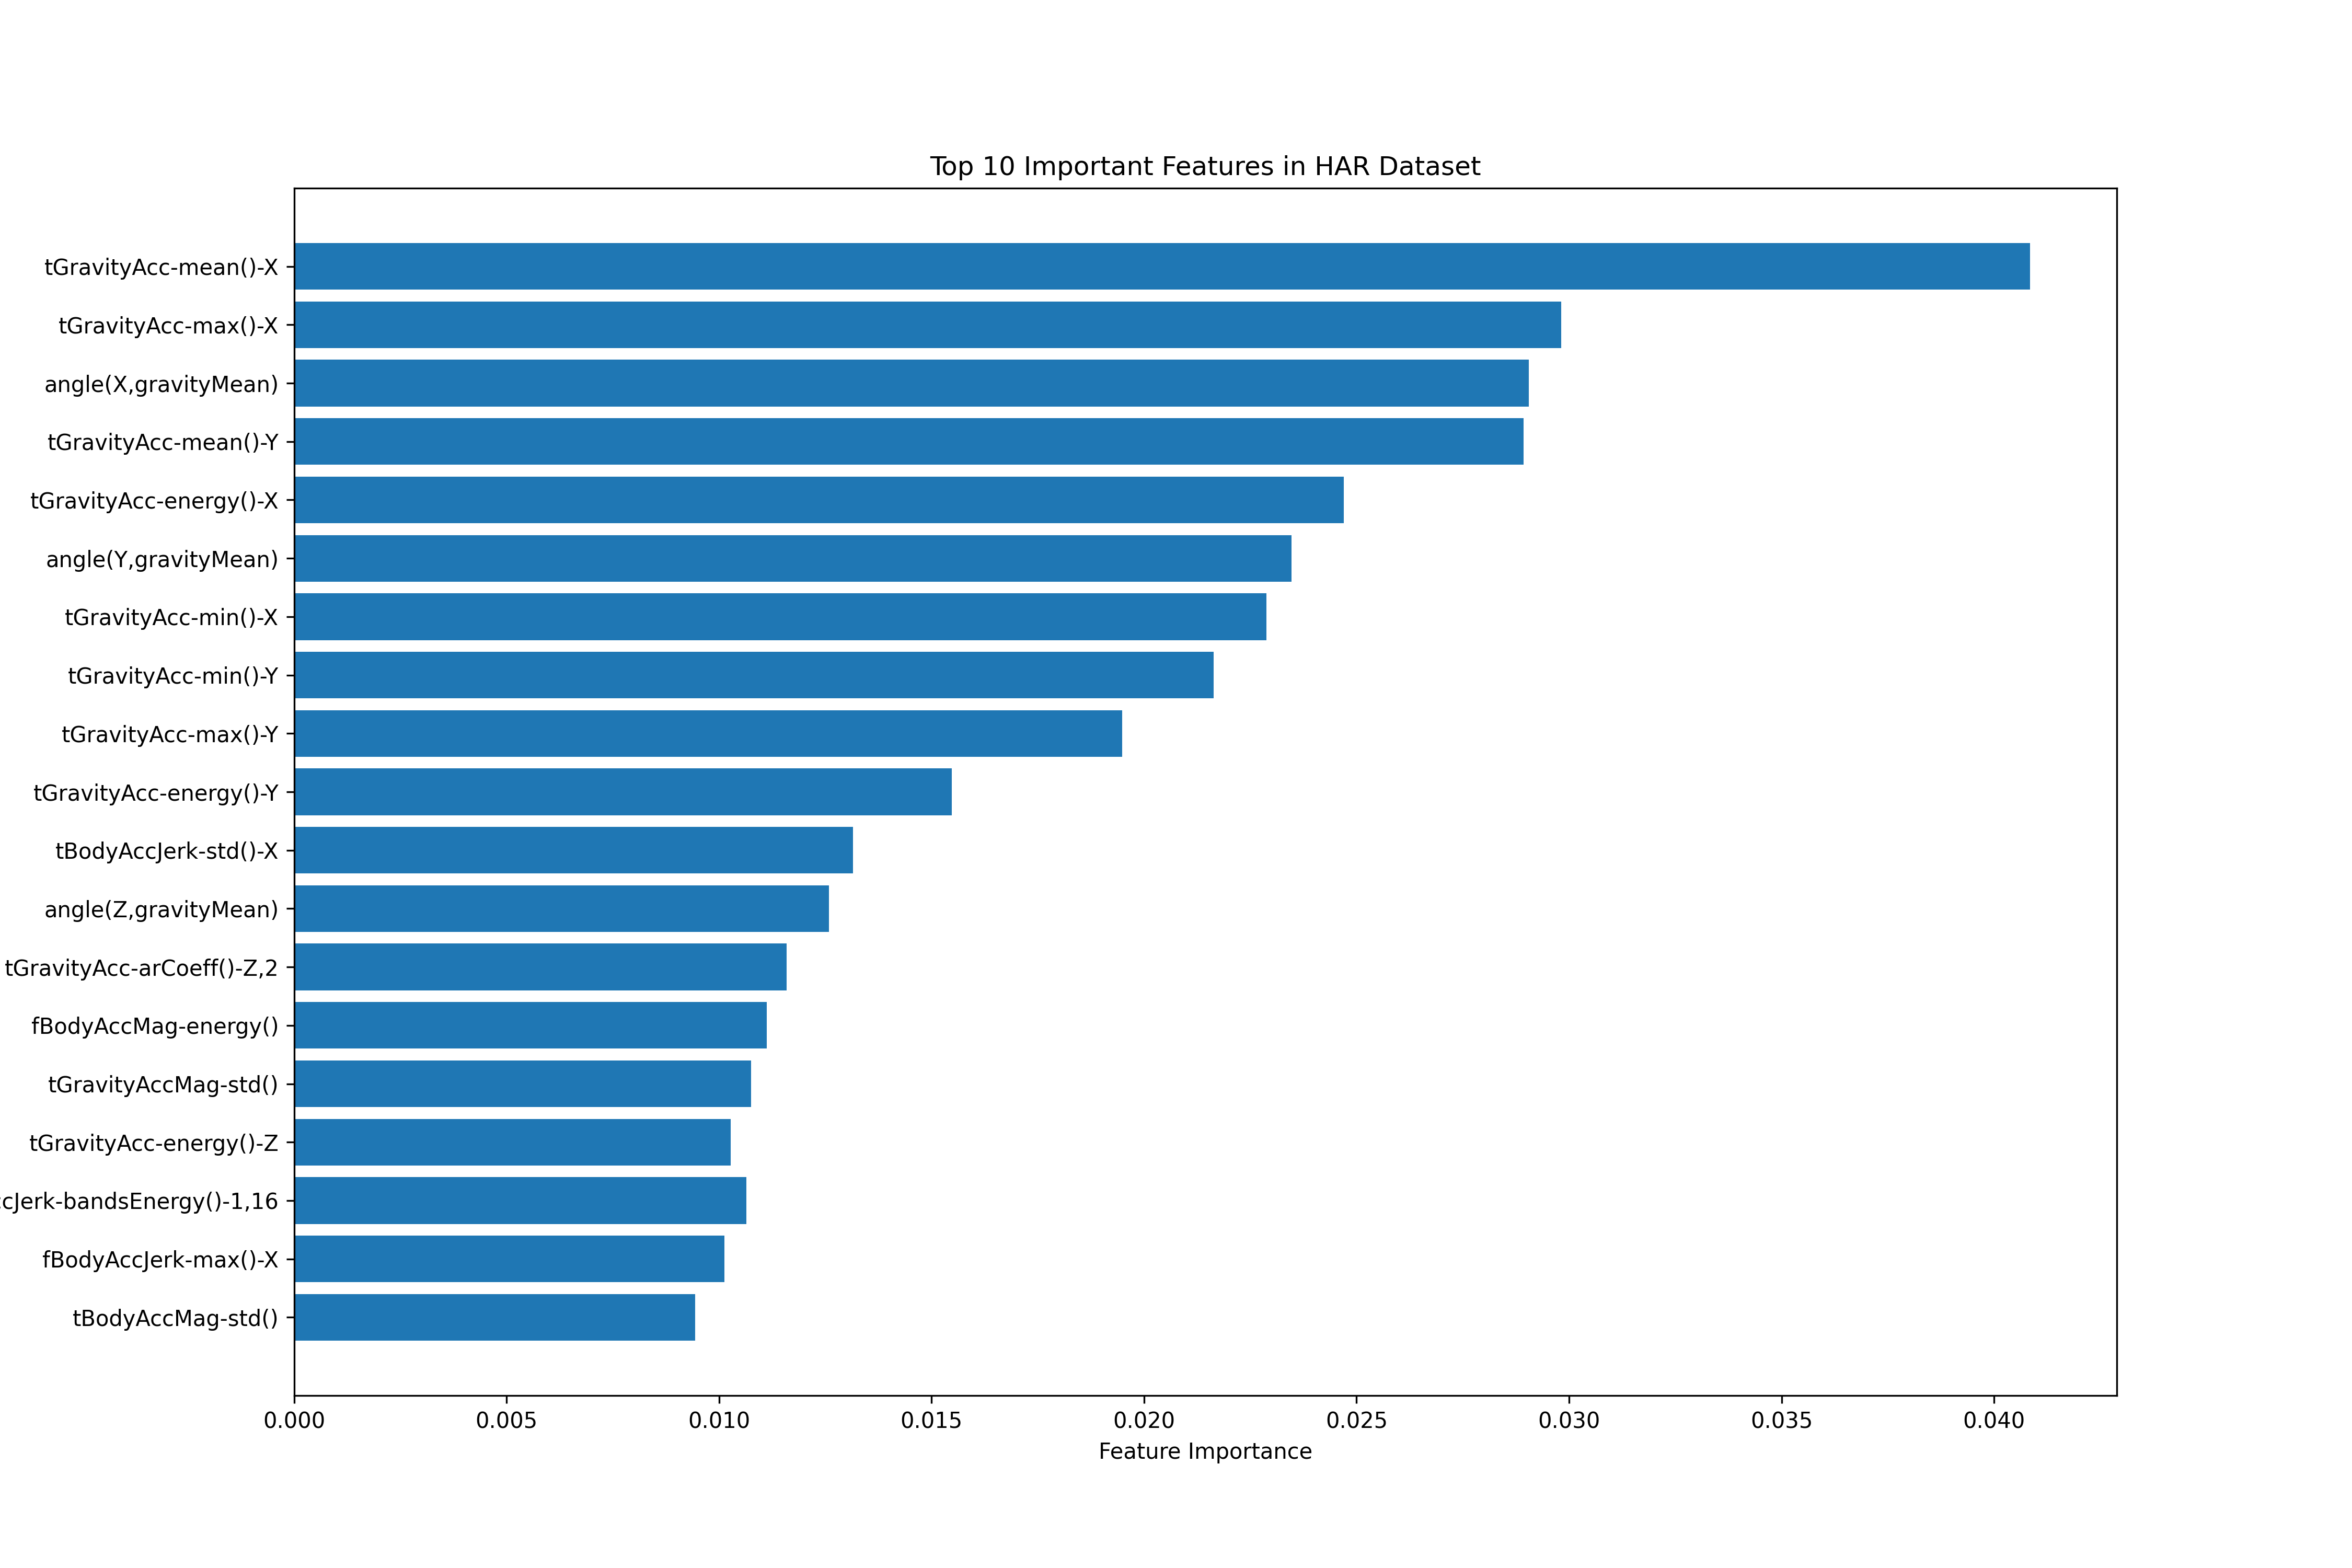 Top 10 Important Features in HAR Dataset
tGravityAcc-mean()-X
tGravityAcc-max()-X
angle(X,gravityMean)
tGravityAcc-mean()-Y
tGravityAcc-energy()-X
angle(Y,gravityMean)
tGravityAcc-min()-X
tGravityAcc-min()-Y
tGravityAcc-max()-Y
tGravityAcc-energy()-Y
tBodyAccJerk-std()-X
angle(Z,gravityMean)
tGravityAcc-arCoeff()-Z,2
fBodyAccMag-energy()
tGravityAccMag-std()
tGravityAcc-energy()-Z
cJerk-bandsEnergy()-1,16
fBodyAccJerk-max()-X
tBodyAccMag-std()
0.000 0.005 0.010 0.015 0.020 0.025 0.030 0.035 0.040
Feature Importance